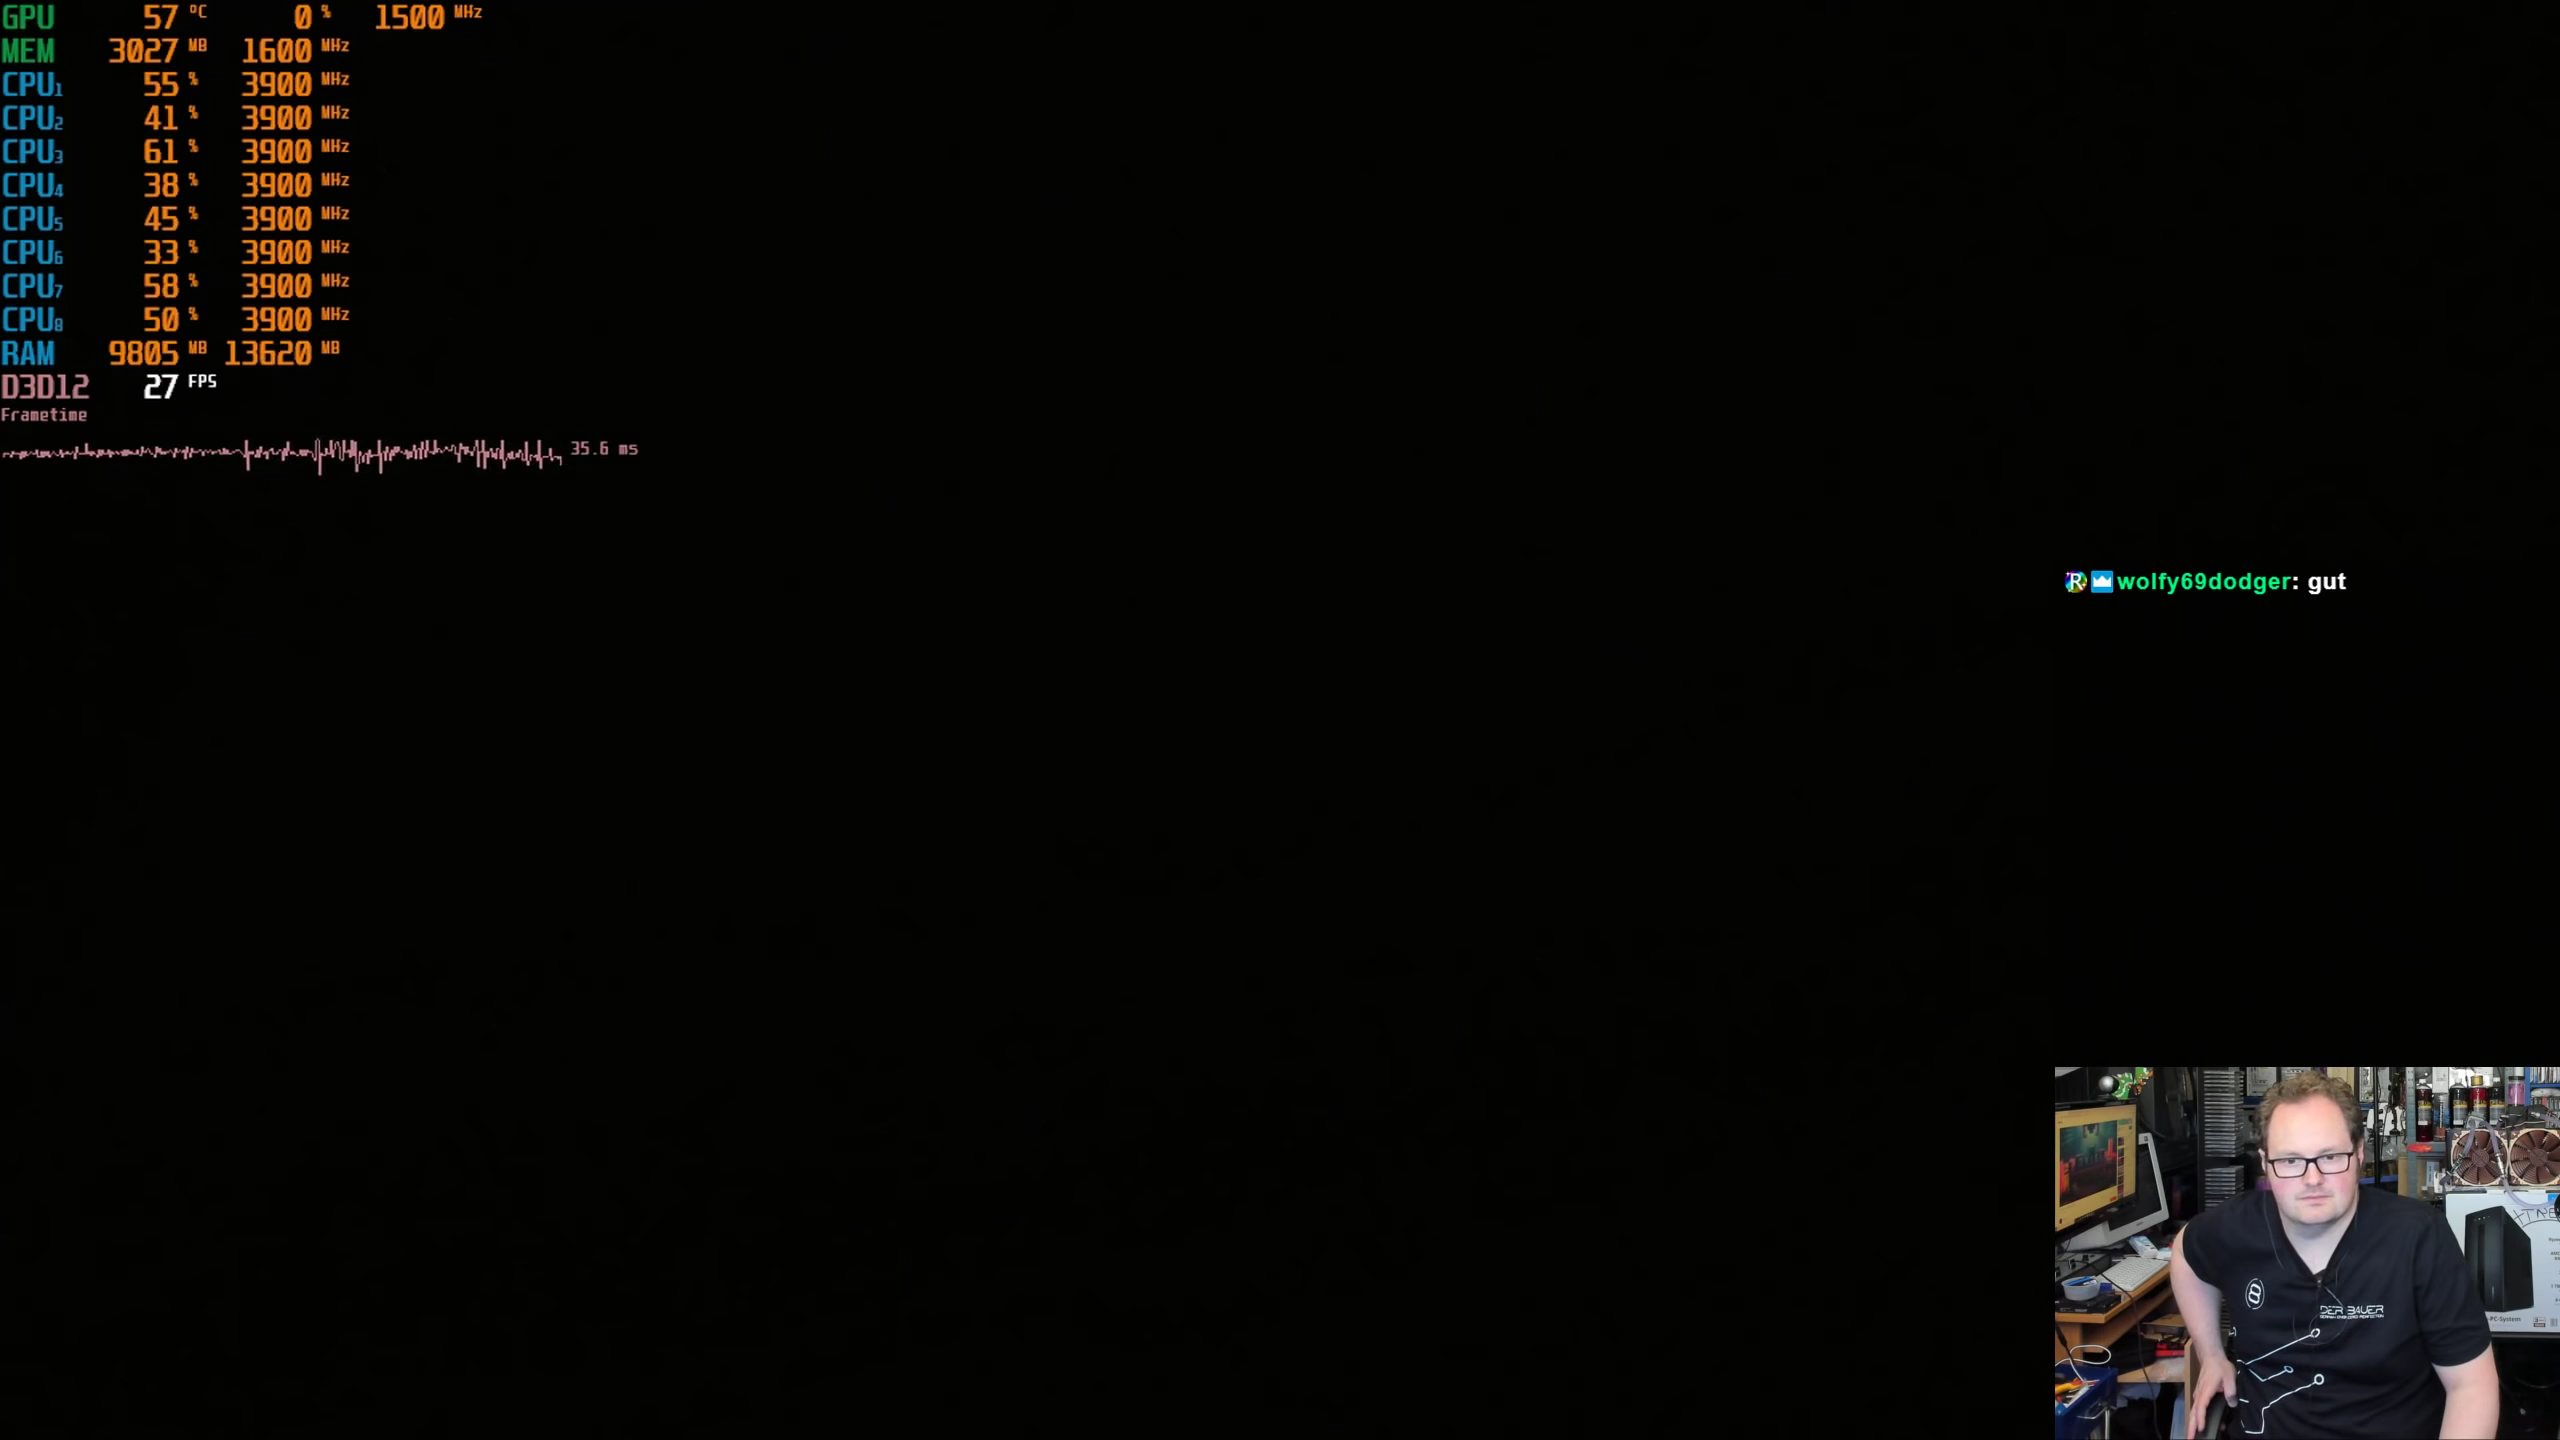 GPU 57 °C 0 % 1500 MHz
MEM 3027 MB 1600 MHz
CPU1 55 % 3900 MHz
CPU2 41 % 3900 MHz
CPU3 61 % 3900 MHz
CPU4 38 % 3900 MHz
CPU5 45 % 3900 MHz
CPU6 33 % 3900 MHz
CPU7 58 % 3900 MHz
CPU8 50 % 3900 MHz
RAM 9805 MB 13620 MB
D3D12 27 FPS
Frametime
35.6 ms
R wolfy69dodger: gut
8
DER 8AUER
-PC-System